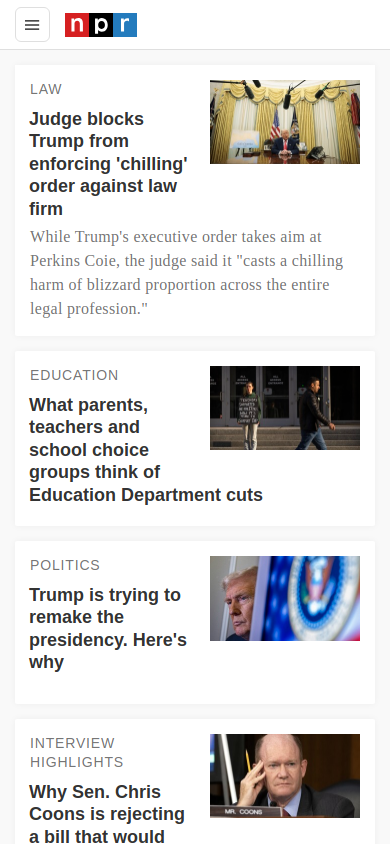 npr
LAW
Judge blocks
Trump from
enforcing 'chilling'
order against law
firm
While Trump's executive order takes aim at
Perkins Coie, the judge said it "casts a chilling
harm of blizzard proportion across the entire
legal profession."
EDUCATION
What parents,
teachers and
school choice
groups think of
Education Department cuts
POLITICS
Trump is trying to
remake the
presidency. Here's
why
INTERVIEW
HIGHLIGHTS
MR. COONS
Why Sen. Chris
Coons is rejecting
a bill that would